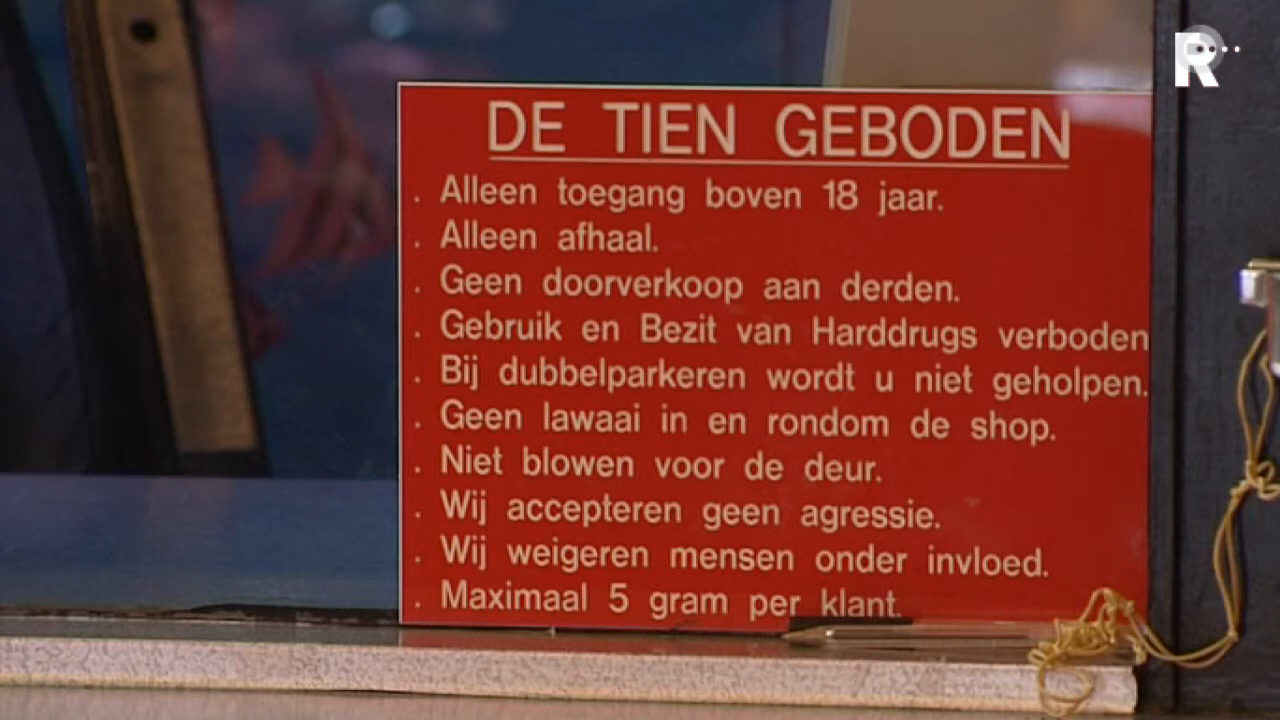 R
DE TIEN GEBODEN
. Alleen toegang boven 18 jaar.
. Alleen afhaal.
. Geen doorverkoop aan derden.
. Gebruik en Bezit van Harddrugs verboden
. Bij dubbelparkeren wordt u niet geholpen.
. Geen lawaai in en rondom de shop.
. Niet blowen voor de deur.
. Wij accepteren geen agressie.
. Wij weigeren mensen onder invloed.
. Maximaal 5 gram per klant.